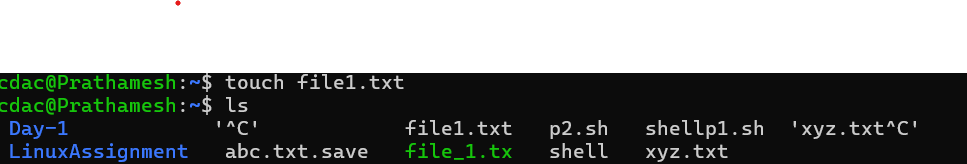 cdac@Prathamesh:~$ touch file1.txt
cdac@Prathamesh:~$ ls
Day-1 '^C' file1.txt p2.sh shellp1.sh 'xyz.txt^C'
LinuxAssignment abc.txt.save file_1.tx shell xyz.txt